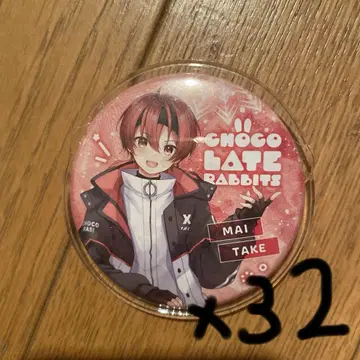 CHOCO
LATE
RABBITS
MAI
TAKE
X
×32